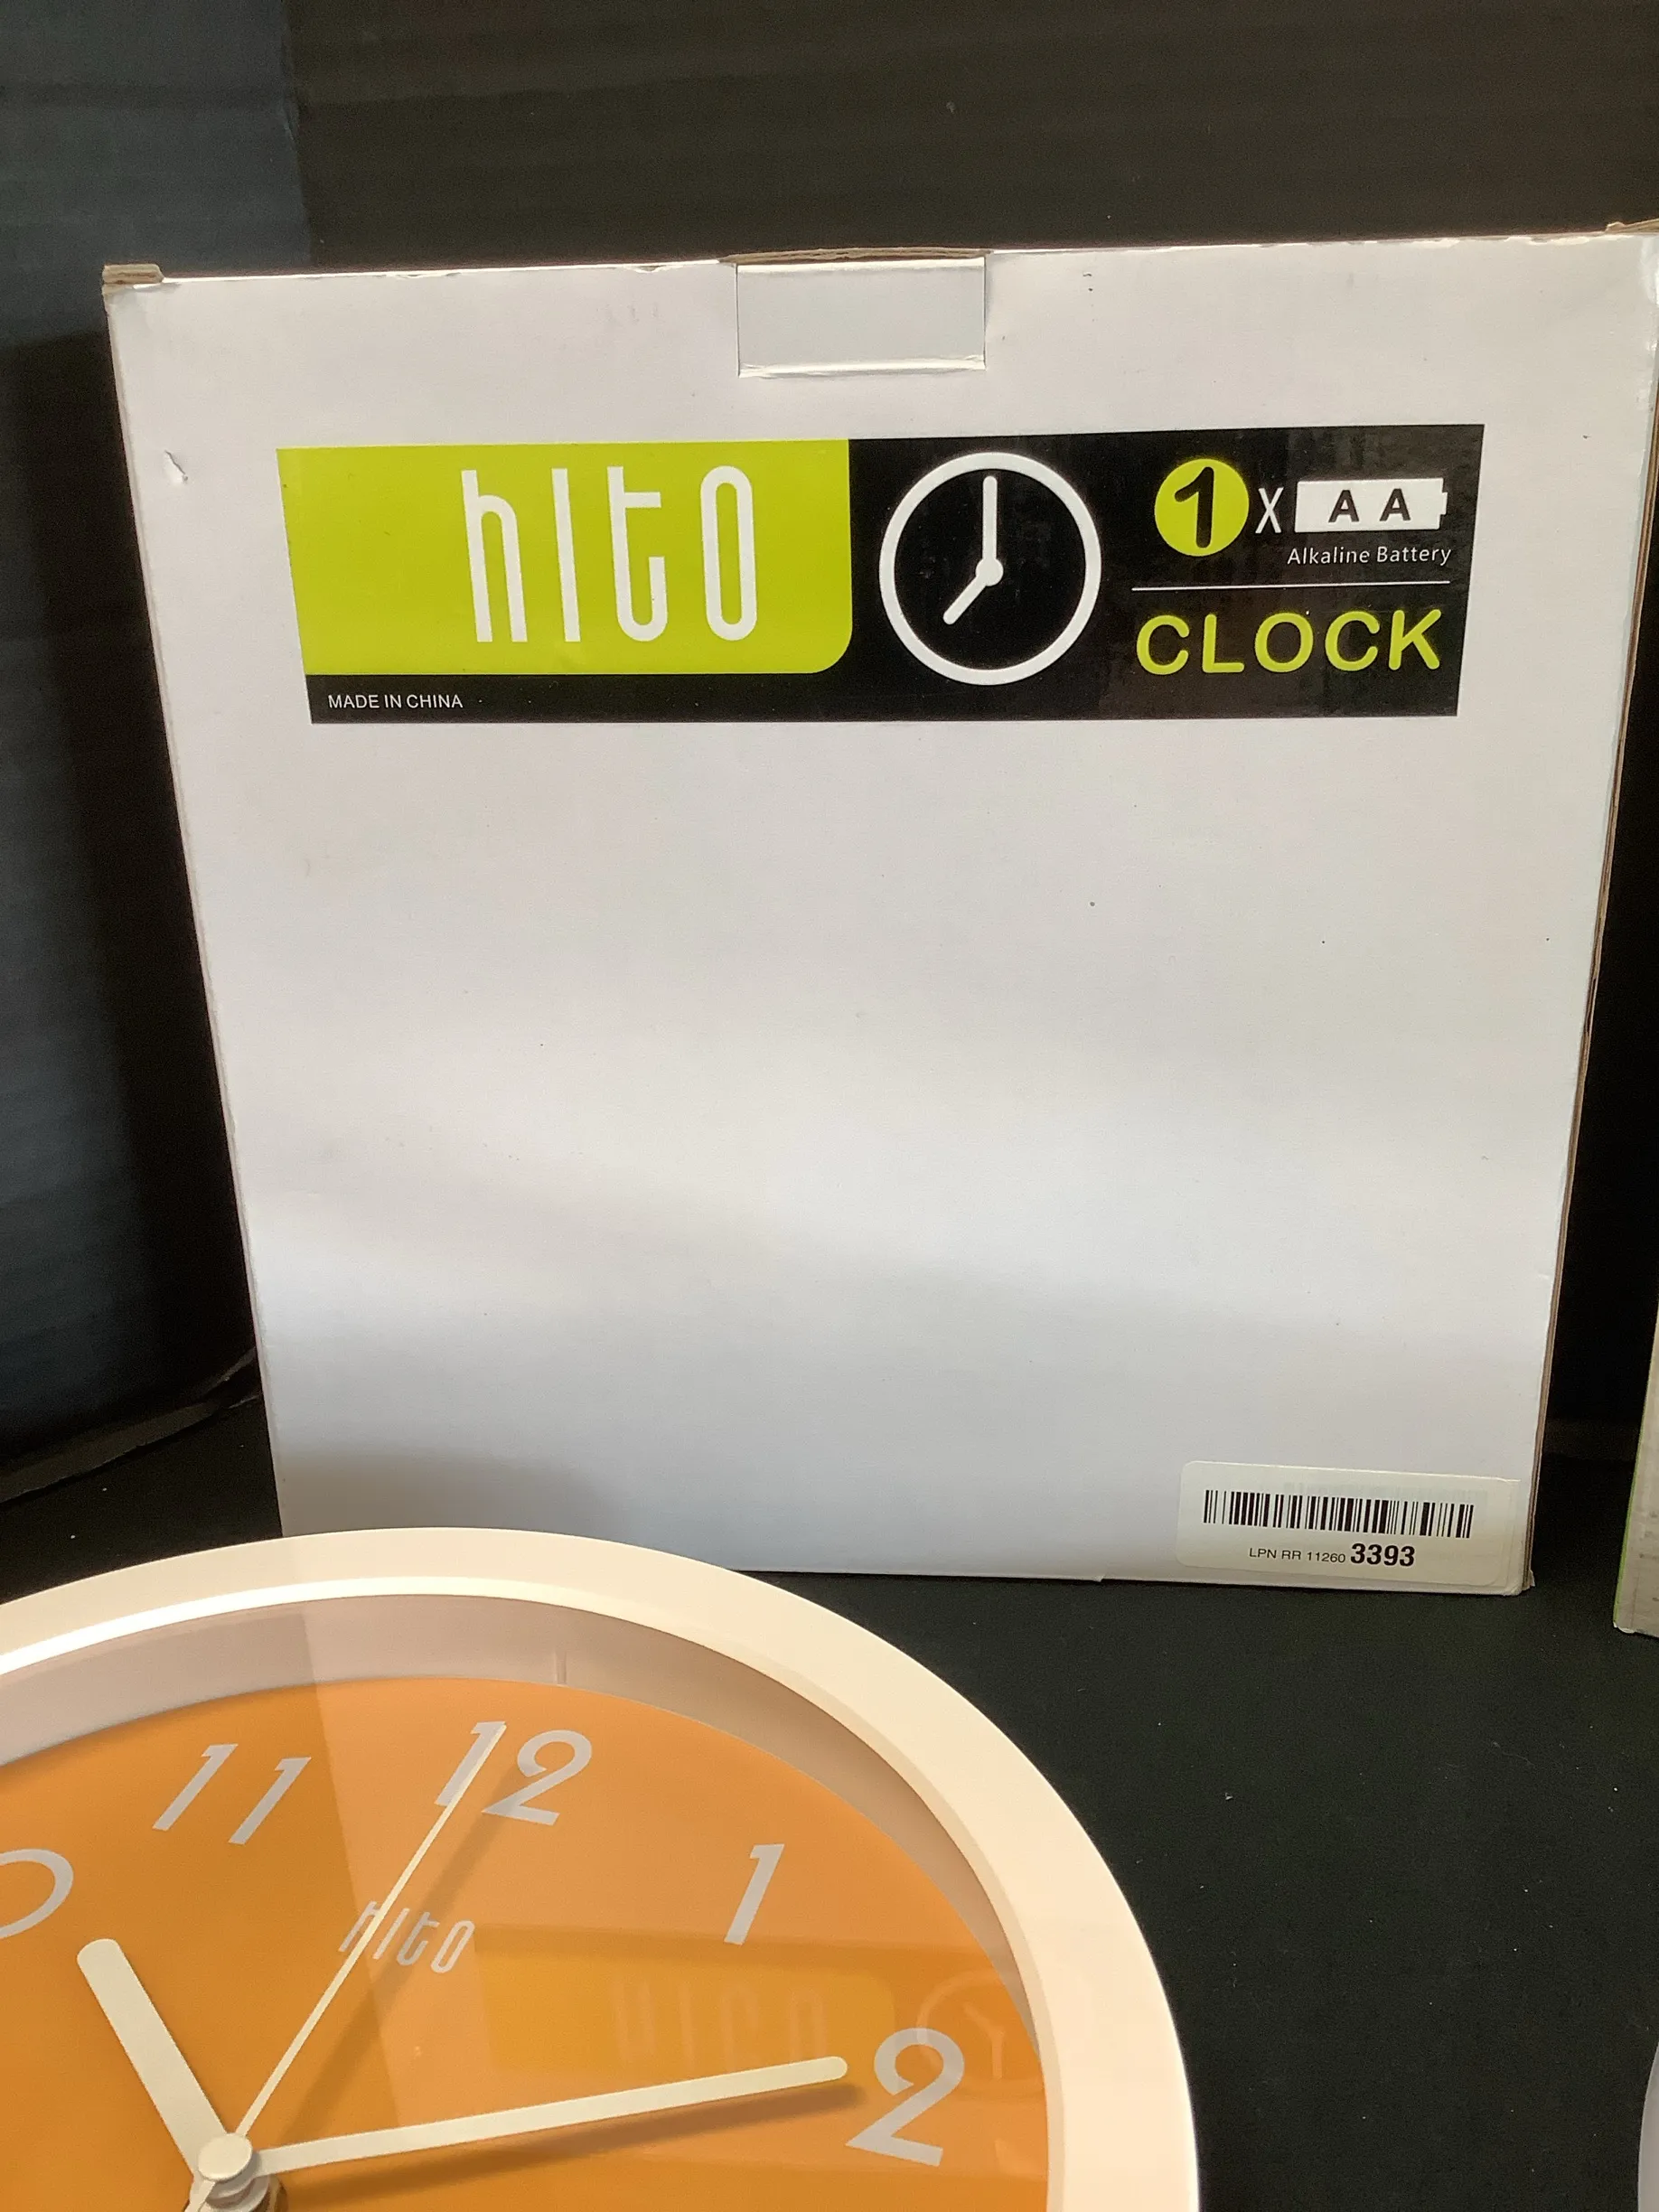 hito
1 X AA
Alkaline Battery
CLOCK
MADE IN CHINA
LPN RR 11260 3393
11 12 1
hito
2